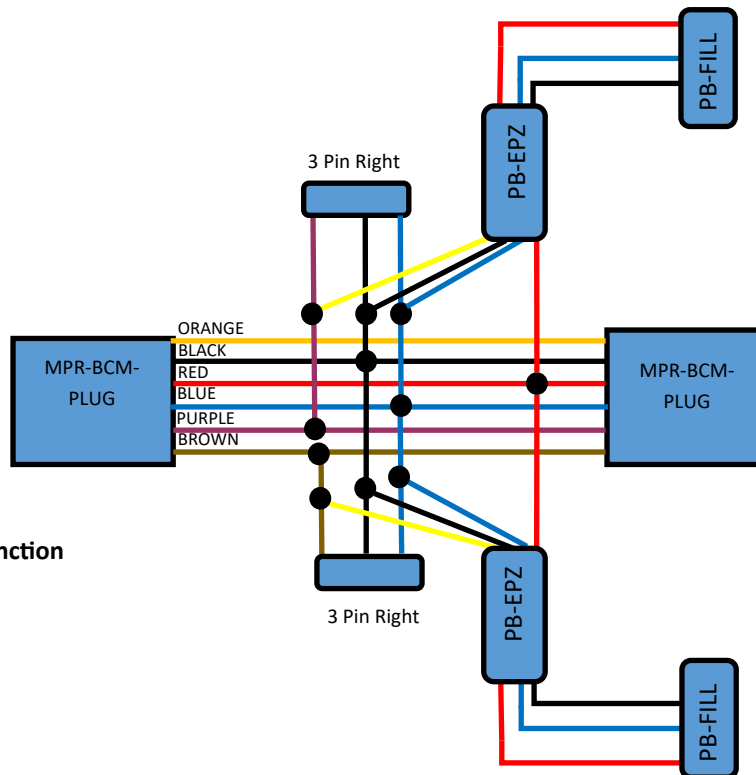 PB-FILL
PB-EPZ
3 Pin Right
ORANGE
BLACK
RED
BLUE
PURPLE
BROWN
MPR-BCM-
PLUG
MPR-BCM-
PLUG
nction
3 Pin Right
PB-EPZ
PB-FILL